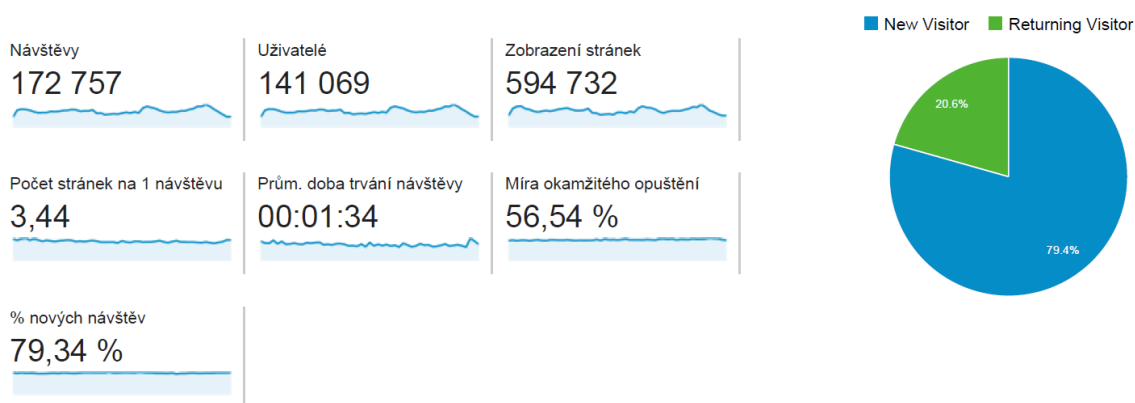 New Visitor
Returning Visitor
Návštěvy
172 757
Uživatelé
141 069
Zobrazení stránek
594 732
20.6%
79.4%
Počet stránek na 1 návštěvu
3,44
Prům. doba trvání návštěvy
00:01:34
Míra okamžitého opuštění
56,54 %
% nových návštěv
79,34 %